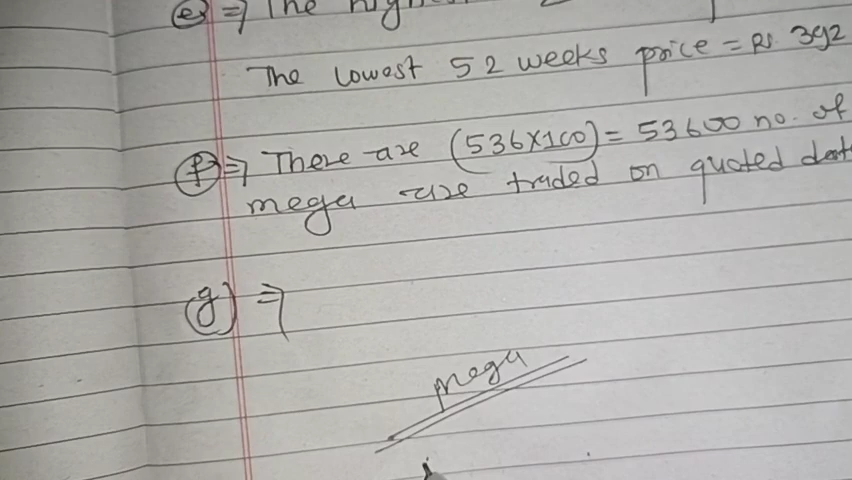 (e) ⇒ The
The lowest 52 weeks price = Rs. 392
(f) ⇒ There are (536×100) = 53600 no. of
mega are traded on quoted
(g) ⇒
mega